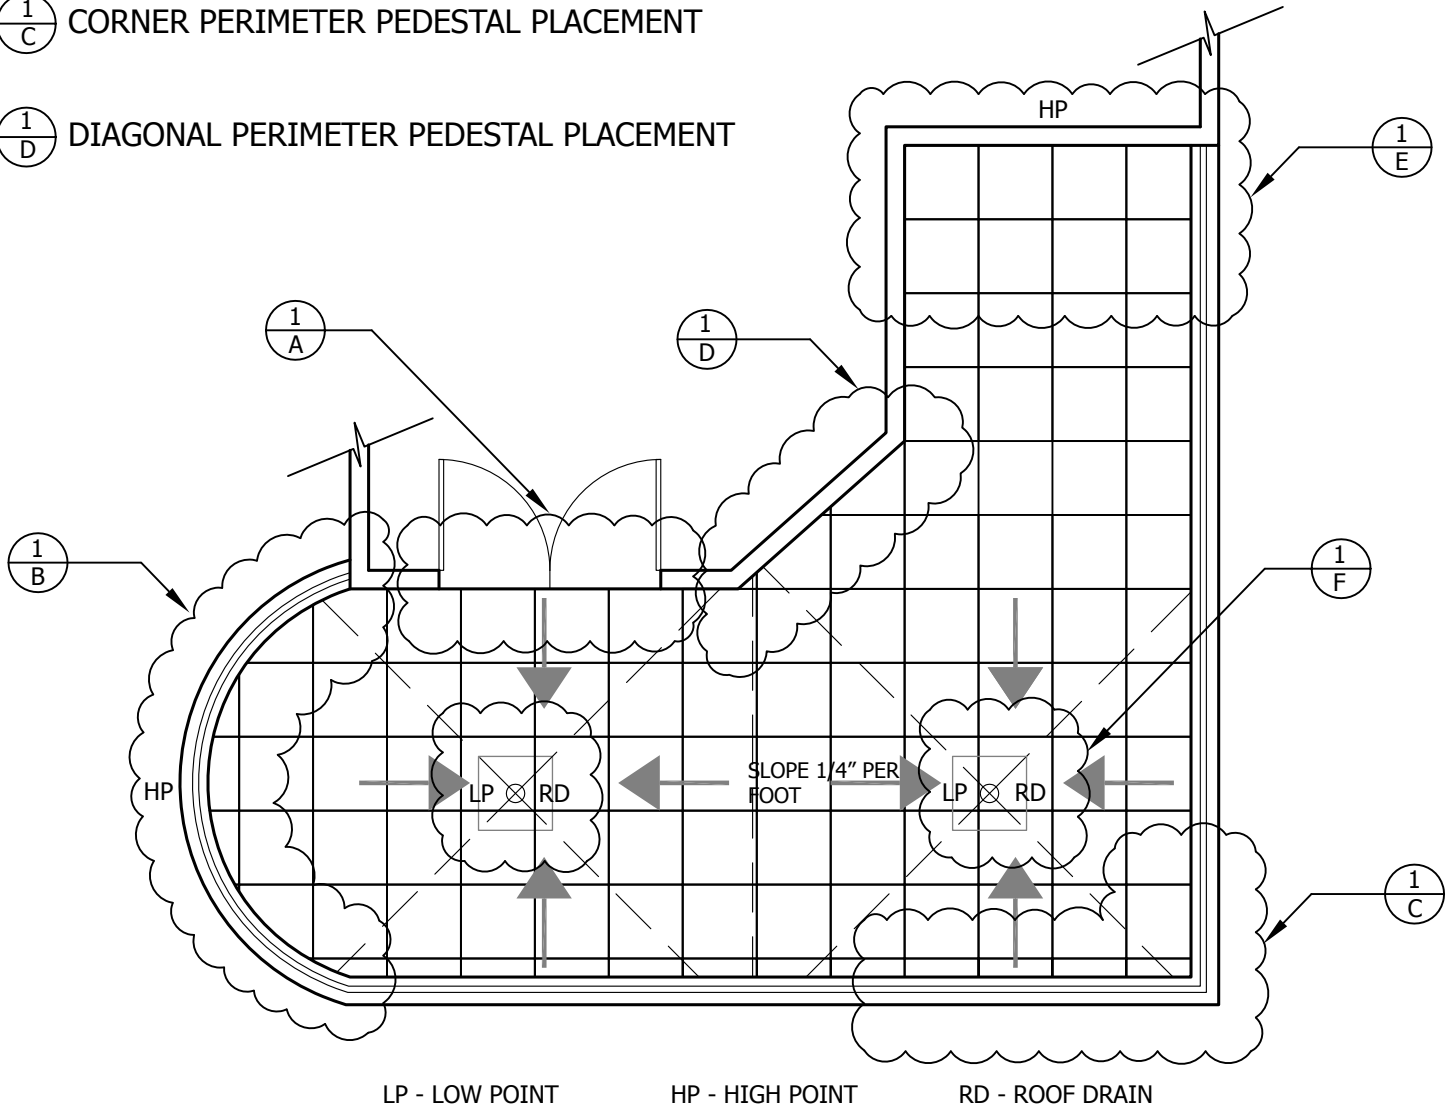 1
C
CORNER PERIMETER PEDESTAL PLACEMENT
1
D
DIAGONAL PERIMETER PEDESTAL PLACEMENT
HP
1
E
1
A
1
D
1
B
1
F
HP
LP RD
SLOPE 1/4" PER
FOOT
LP RD
1
C
LP - LOW POINT HP - HIGH POINT RD - ROOF DRAIN